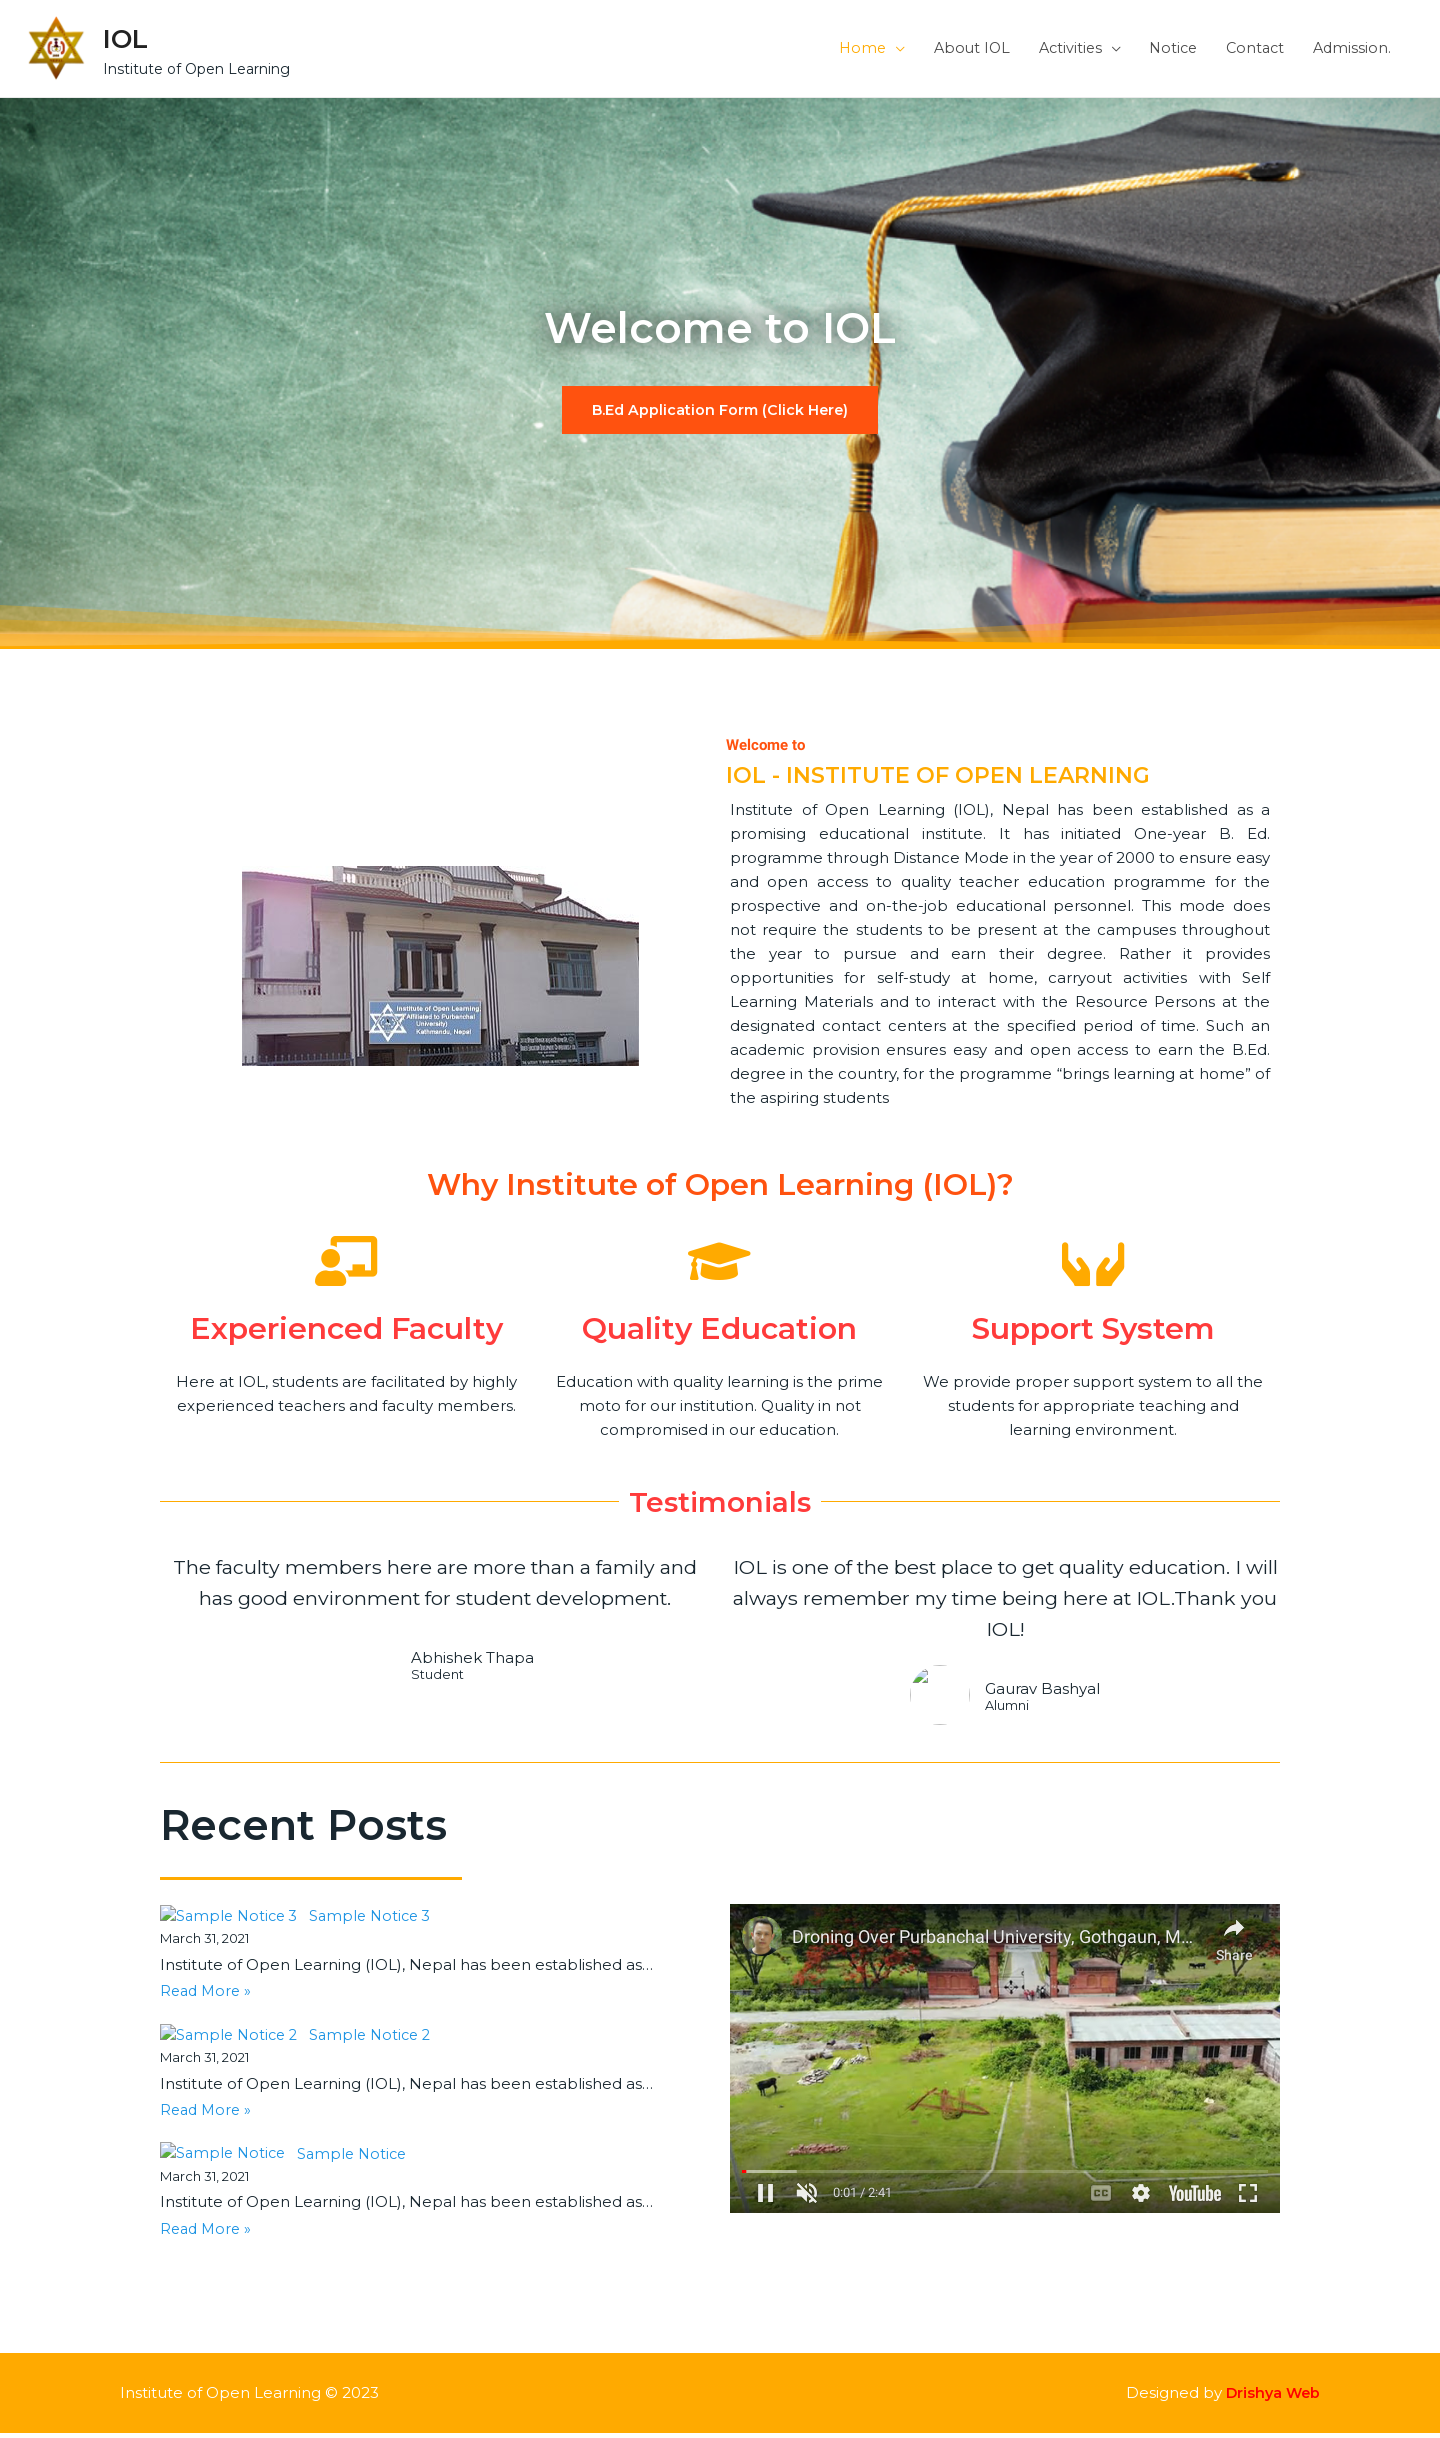 IOL
Institute of Open Learning
Home
About IOL
Activities
Notice
Contact
Admission.
Welcome to IOL
B.Ed Application Form (Click Here)
Welcome to
IOL - INSTITUTE OF OPEN LEARNING
Institute of Open Learning (IOL), Nepal has been established as a
promising educational institute. It has initiated One-year B. Ed.
programme through Distance Mode in the year of 2000 to ensure easy
and open access to quality teacher education programme for the
prospective and on-the-job educational personnel. This mode does
not require the students to be present at the campuses throughout
the year to pursue and earn their degree. Rather it provides
opportunities for self-study at home, carryout activities with Self
Learning Materials and to interact with the Resource Persons at the
designated contact centers at the specified period of time. Such an
academic provision ensures easy and open access to earn the B.Ed.
degree in the country, for the programme “brings learning at home” of
the aspiring students
Institute of Open Learning
(Affiliated to Purbanchal
University)
Kathmandu, Nepal
Why Institute of Open Learning (IOL)?
Experienced Faculty
Here at IOL, students are facilitated by highly
experienced teachers and faculty members.
Quality Education
Education with quality learning is the prime
moto for our institution. Quality in not
compromised in our education.
Support System
We provide proper support system to all the
students for appropriate teaching and
learning environment.
Testimonials
The faculty members here are more than a family and
has good environment for student development.
Abhishek Thapa
Student
IOL is one of the best place to get quality education. I will
always remember my time being here at IOL.Thank you
IOL!
Gaurav Bashyal
Alumni
Recent Posts
Sample Notice 3 Sample Notice 3
March 31, 2021
Institute of Open Learning (IOL), Nepal has been established as…
Read More »
Sample Notice 2 Sample Notice 2
March 31, 2021
Institute of Open Learning (IOL), Nepal has been established as…
Read More »
Sample Notice Sample Notice
March 31, 2021
Institute of Open Learning (IOL), Nepal has been established as…
Read More »
Droning Over Purbanchal University, Gothgaun, M...
Share
0:01 / 2:41
CC
YouTube
Institute of Open Learning © 2023
Designed by Drishya Web